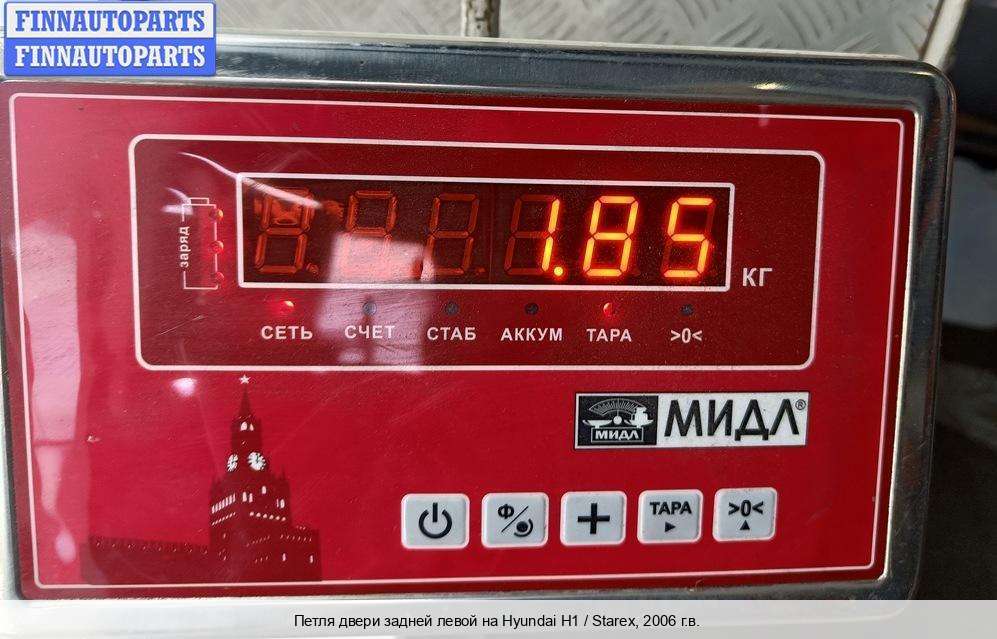 FINNAUTOPARTS
FINNAUTOPARTS
заряд
1.85
КГ
СЕТЬ СЧЕТ СТАБ АККУМ ТАРА >0<
МИДЛ МИДЛ®
Ф ТАРА >0<
Петля двери задней левой на Hyundai H1 / Starex, 2006 г.в.